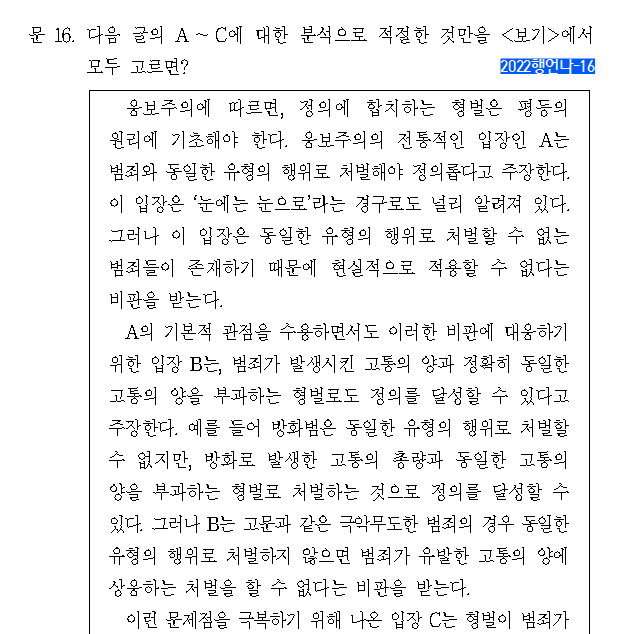 문 16. 다음 글의 A ~ C에 대한 분석으로 적절한 것만을 <보기>에서
모두 고르면?
2022행언나-16
응보주의에 따르면, 정의에 합치하는 형벌은 평등의
원리에 기초해야 한다. 응보주의의 전통적인 입장인 A는
범죄와 동일한 유형의 행위로 처벌해야 정의롭다고 주장한다.
이 입장은 ‘눈에는 눈으로’라는 경구로도 널리 알려져 있다.
그러나 이 입장은 동일한 유형의 행위로 처벌할 수 없는
범죄들이 존재하기 때문에 현실적으로 적용할 수 없다는
비판을 받는다.
A의 기본적 관점을 수용하면서도 이러한 비판에 대응하기
위한 입장 B는, 범죄가 발생시킨 고통의 양과 정확히 동일한
고통의 양을 부과하는 형벌로도 정의를 달성할 수 있다고
주장한다. 예를 들어 방화범은 동일한 유형의 행위로 처벌할
수 없지만, 방화로 발생한 고통의 총량과 동일한 고통의
양을 부과하는 형벌로 처벌하는 것으로 정의를 달성할 수
있다. 그러나 B는 고문과 같은 극악무도한 범죄의 경우 동일한
유형의 행위로 처벌하지 않으면 범죄가 유발한 고통의 양에
상응하는 처벌을 할 수 없다는 비판을 받는다.
이런 문제점을 극복하기 위해 나온 입장 C는 형벌이 범죄가